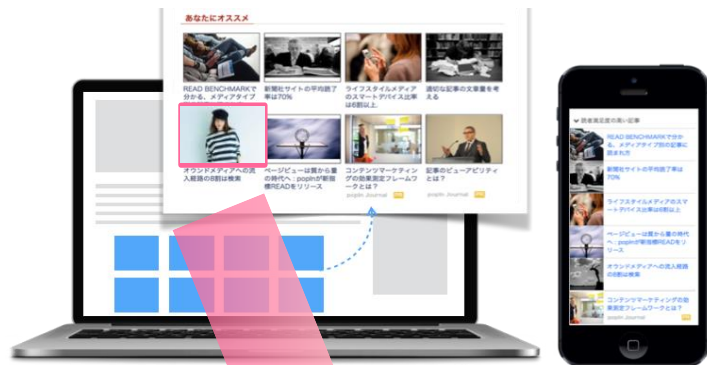 あなたにオススメ
READ BENCHMARKで
分かる、メディアタイプ
新聞社サイトの平均読了
率は70%
ライフスタイルメディア
のスマートデバイス比率
は6割以上
適切な記事の文章量を考
える
オウンドメディアへの流
入経路の8割は検索
ページビューは質から量
の時代へ:popinが新指
標READをリリース
コンテンツマーケティン
グの効果測定フレームワ
ークとは?
popIn Journal
記事のビューアビリティ
とは?
popIn Journal
読者満足度の高い記事
READ BENCHMARKで分か
る、メディアタイプ別の記事に
読まれ方
新聞社サイトの平均読了率は
70%
ライフスタイルメディアのスマ
ートデバイス比率は6割以上
ページビューは質から量の時代
へ:popinが新指標READをリ
リース
オウンドメディアへの流入経路
の8割は検索
コンテンツマーケティングの効
果測定フレームワークとは?
popIn Journal